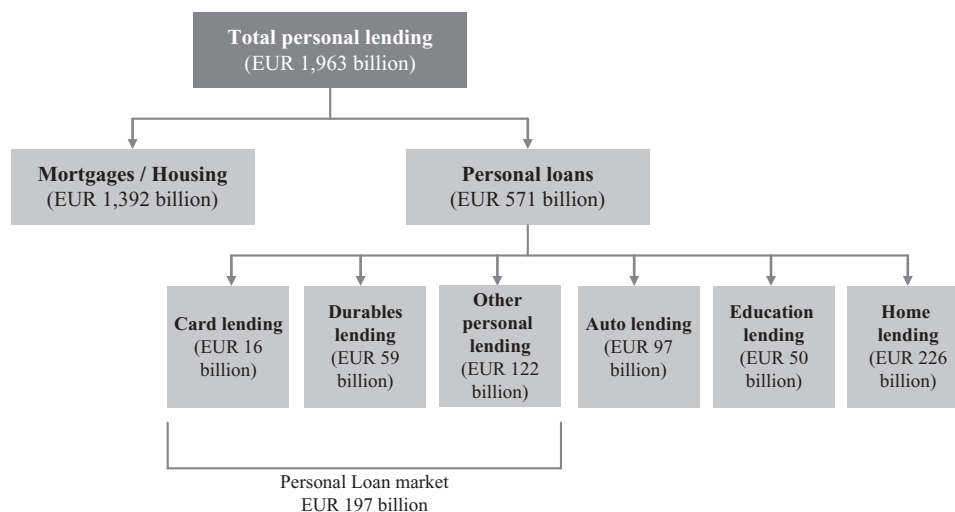 Total personal lending
(EUR 1,963 billion)
Mortgages / Housing
(EUR 1,392 billion)
Personal loans
(EUR 571 billion)
Card lending
(EUR 16
billion)
Durables
lending
(EUR 59
billion)
Other
personal
lending
(EUR 122
billion)
Auto lending
(EUR 97
billion)
Education
lending
(EUR 50
billion)
Home
lending
(EUR 226
billion)
Personal Loan market
EUR 197 billion